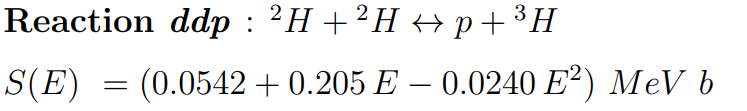 Reaction ddp : ²H + ²H ↔ p + ³H
S(E) = (0.0542 + 0.205 E − 0.0240 E²) MeV b